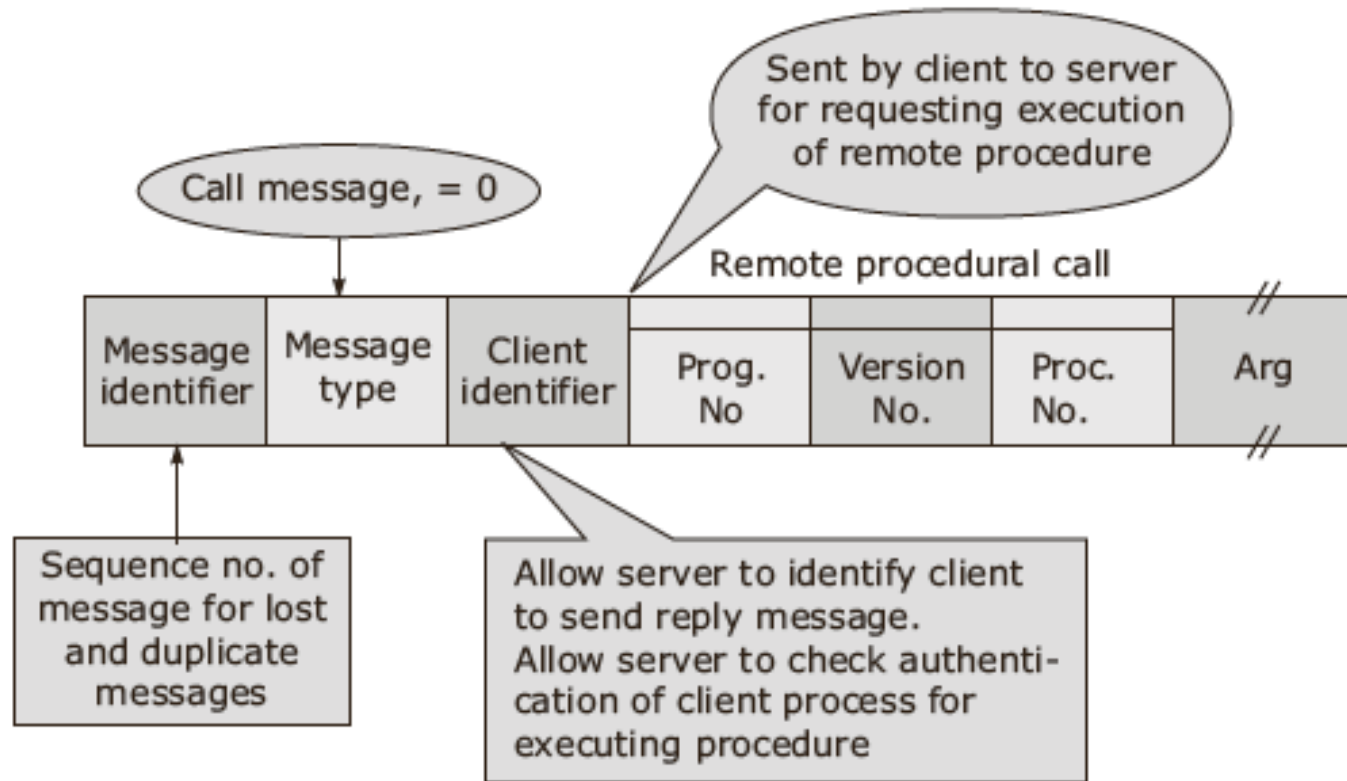 Sent by client to server
for requesting execution
of remote procedure
Call message, = 0
Remote procedural call
Message
identifier
Message
type
Client
identifier
Prog.
No
Version
No.
Proc.
No.
Arg
Sequence no. of
message for lost
and duplicate
messages
Allow server to identify client
to send reply message.
Allow server to check authenti-
cation of client process for
executing procedure